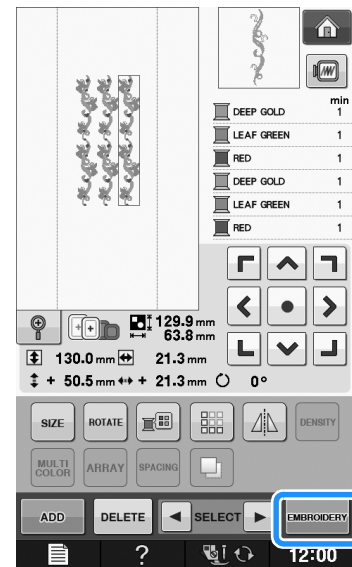 min
DEEP GOLD 1
LEAF GREEN 1
RED 1
DEEP GOLD 1
LEAF GREEN 1
RED 1
129.9 mm
63.8 mm
130.0 mm 21.3 mm
+ 50.5 mm + 21.3 mm 0°
SIZE ROTATE DENSITY
MULTI COLOR ARRAY SPACING
ADD DELETE SELECT EMBROIDERY
? 12:00